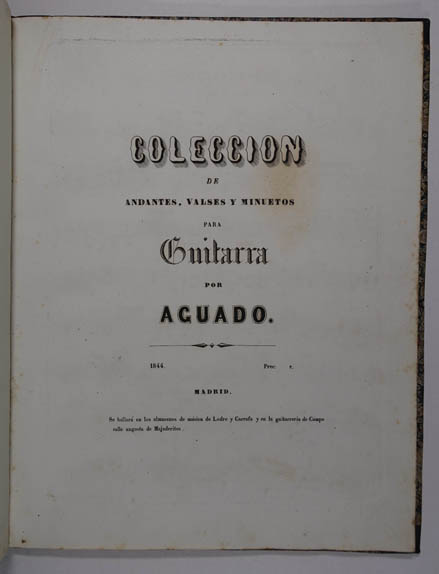 COLECCION
DE
ANDANTES, VALSES Y MINUETOS
PARA
Guitarra
POR
AGUADO.
1844. Prec: r.
MADRID.
Se hallará en los almacenes de música de Lodre y Carrafa y en la guitarrería de Campo
calle angosta de Majaderitos.